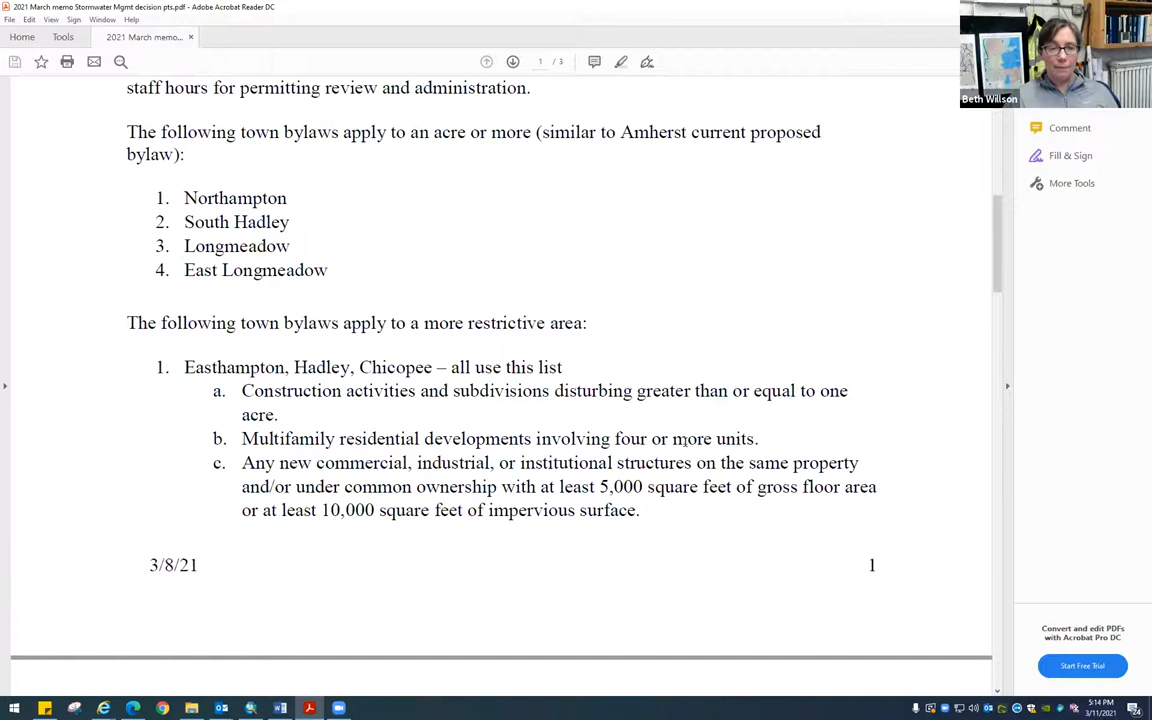 2021 March memo Stormwater Mgmt decision pts.pdf - Adobe Acrobat Reader DC
File Edit View Sign Window Help
Home Tools 2021 March memo... ×
1 / 3
Beth Willson
staff hours for permitting review and administration.
The following town bylaws apply to an acre or more (similar to Amherst current proposed
bylaw):
1. Northampton
2. South Hadley
3. Longmeadow
4. East Longmeadow
The following town bylaws apply to a more restrictive area:
1. Easthampton, Hadley, Chicopee – all use this list
a. Construction activities and subdivisions disturbing greater than or equal to one
acre.
b. Multifamily residential developments involving four or more units.
c. Any new commercial, industrial, or institutional structures on the same property
and/or under common ownership with at least 5,000 square feet of gross floor area
or at least 10,000 square feet of impervious surface.
3/8/21 1
Comment
Fill & Sign
More Tools
Convert and edit PDFs
with Acrobat Pro DC
Start Free Trial
5:14 PM
3/11/2021
24